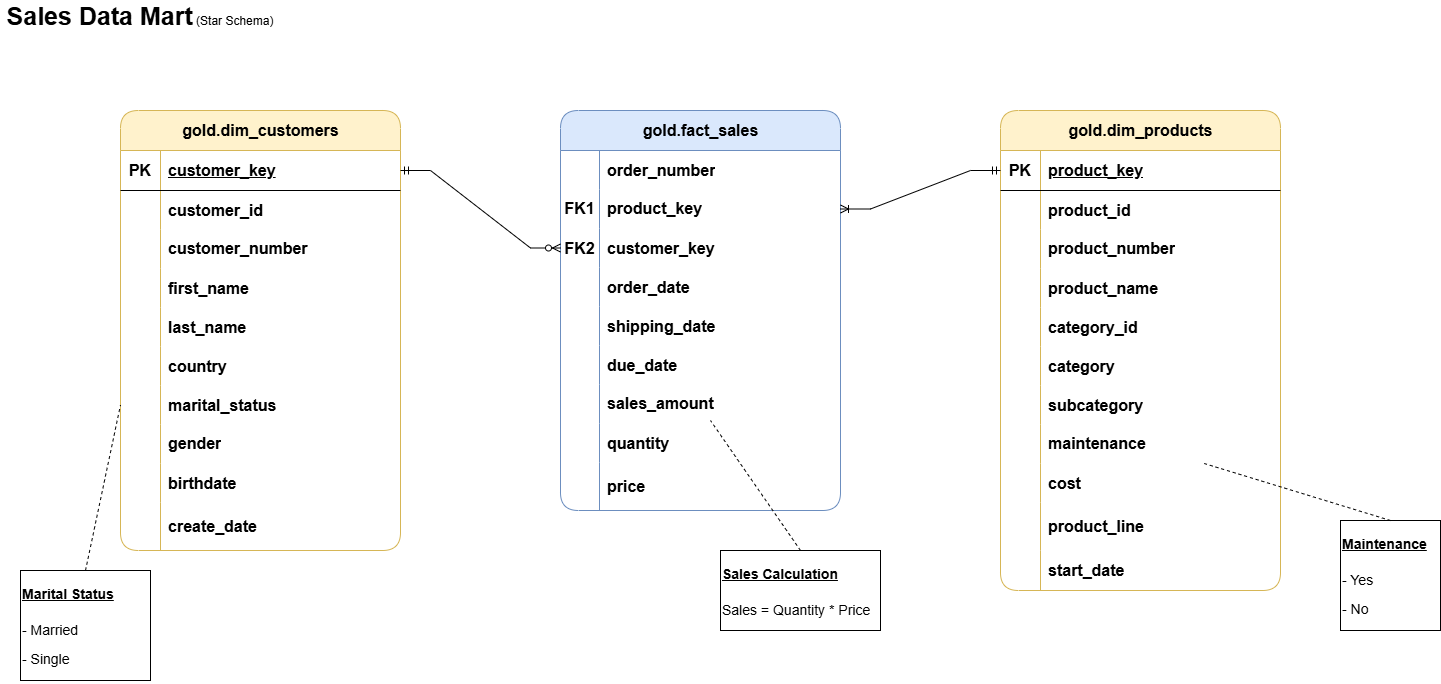 Sales Data Mart (Star Schema)
gold.dim_customers
PK customer_key
customer_id
customer_number
first_name
last_name
country
marital_status
gender
birthdate
create_date
Marital Status
- Married
- Single
gold.fact_sales
order_number
FK1 product_key
FK2 customer_key
order_date
shipping_date
due_date
sales_amount
quantity
price
Sales Calculation
Sales = Quantity * Price
gold.dim_products
PK product_key
product_id
product_number
product_name
category_id
category
subcategory
maintenance
cost
product_line
start_date
Maintenance
- Yes
- No